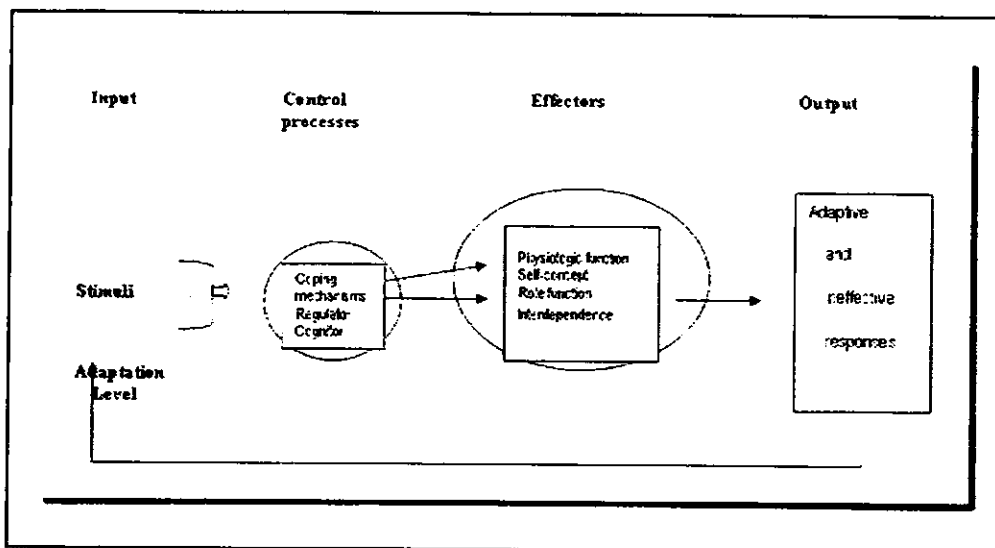 Input
Control
processes
Effectors
Output
Stimuli
Adaptation
Level
Coping
mechanisms
Regulator
Cognitor
Physiologic function
Self-concept
Role function
Interdependence
Adaptive
and
ineffective
responses